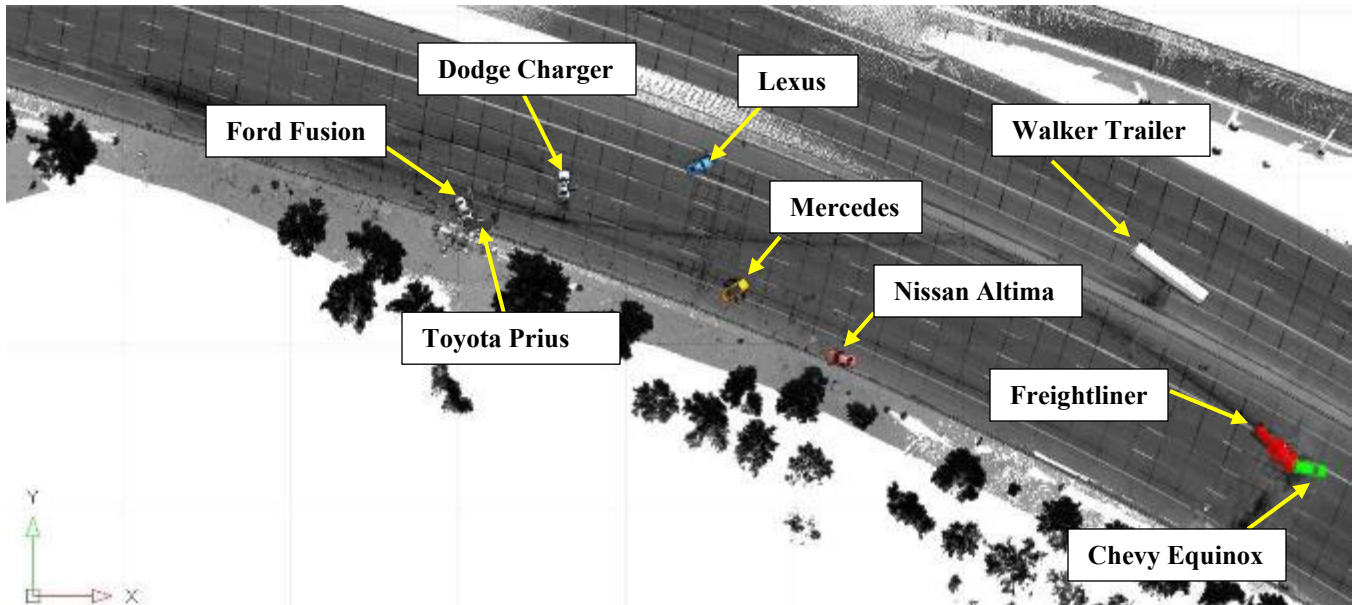 Dodge Charger
Lexus
Ford Fusion
Walker Trailer
Mercedes
Nissan Altima
Toyota Prius
Freightliner
Chevy Equinox
Y
X